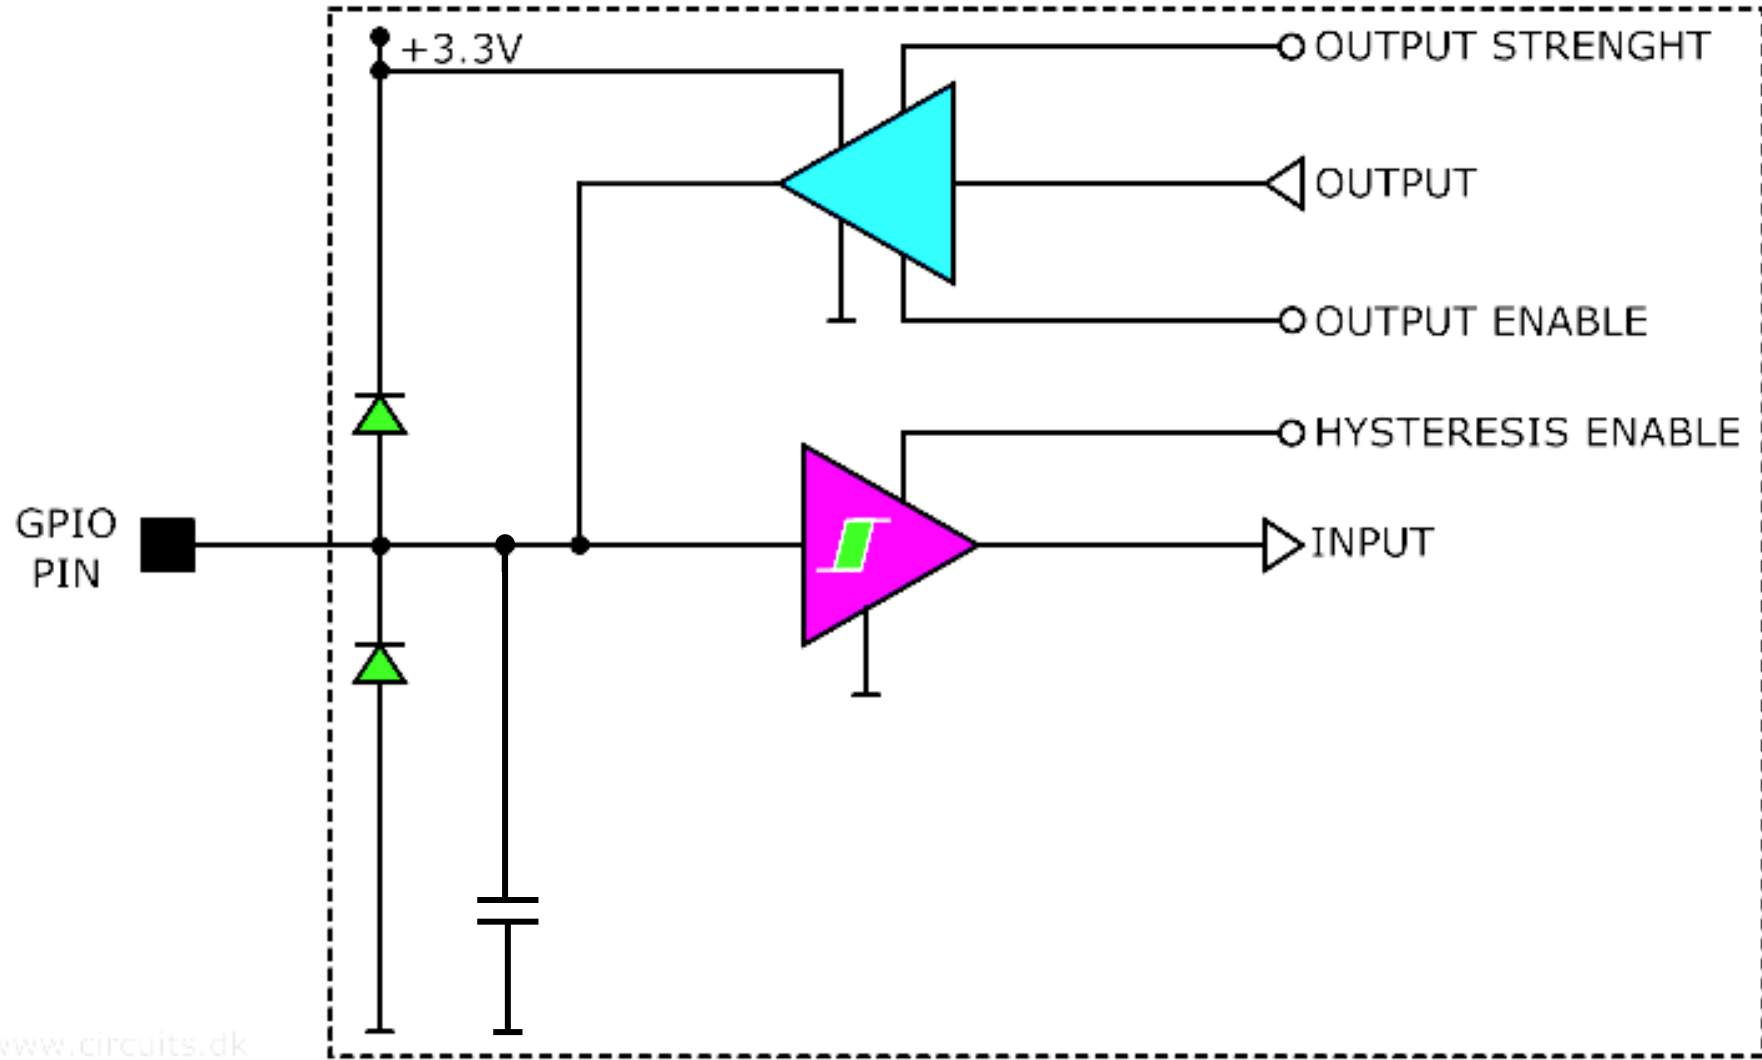 +3.3V
OUTPUT STRENGHT
OUTPUT
OUTPUT ENABLE
HYSTERESIS ENABLE
GPIO
PIN
INPUT
www.circuits.dk